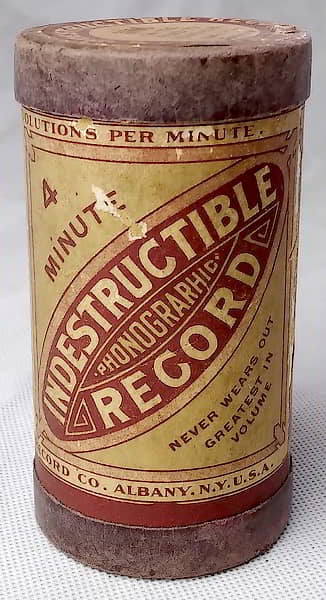 OLUTIONS PER MINUTE.
4
MINUTE
INDESTRUCTIBLE
PHONOGRAPHIC
RECORD
NEVER WEARS OUT
GREATEST IN
VOLUME
CORD CO. ALBANY. N.Y. U.S.A.